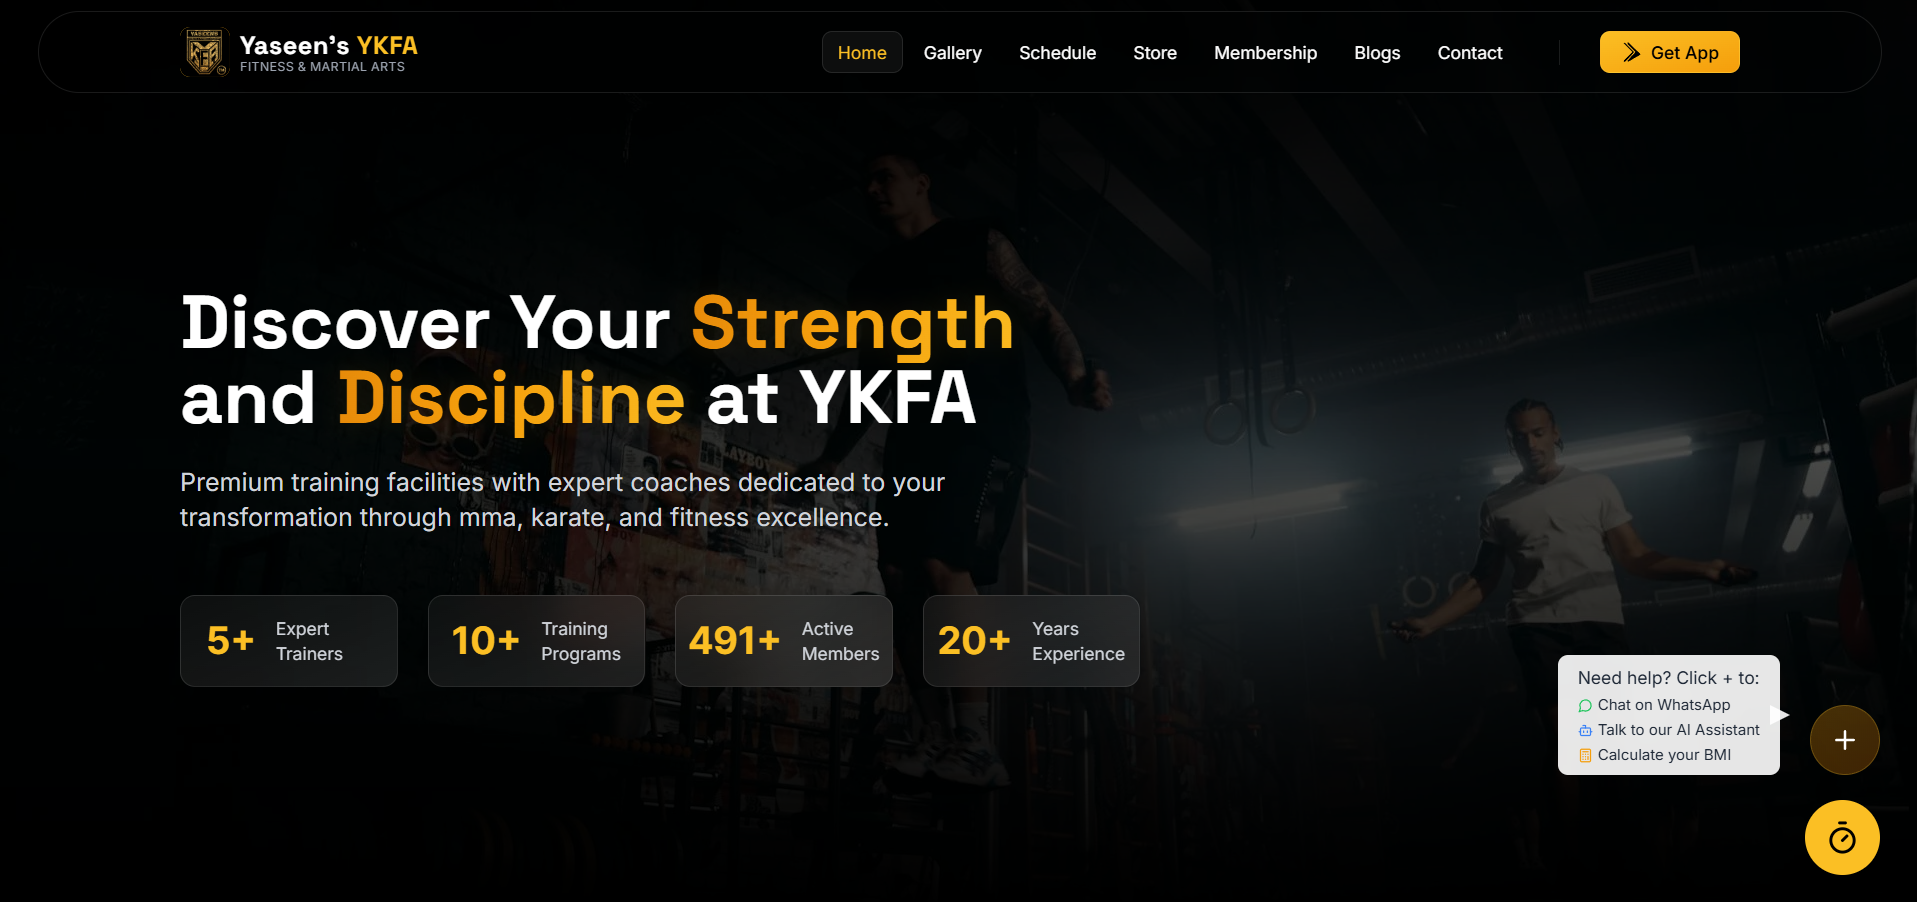 Yaseen's YKFA
FITNESS & MARTIAL ARTS
Home
Gallery
Schedule
Store
Membership
Blogs
Contact
Get App
Discover Your Strength
and Discipline at YKFA
Premium training facilities with expert coaches dedicated to your
transformation through mma, karate, and fitness excellence.
5+
Expert
Trainers
10+
Training
Programs
491+
Active
Members
20+
Years
Experience
Need help? Click + to:
Chat on WhatsApp
Talk to our AI Assistant
Calculate your BMI